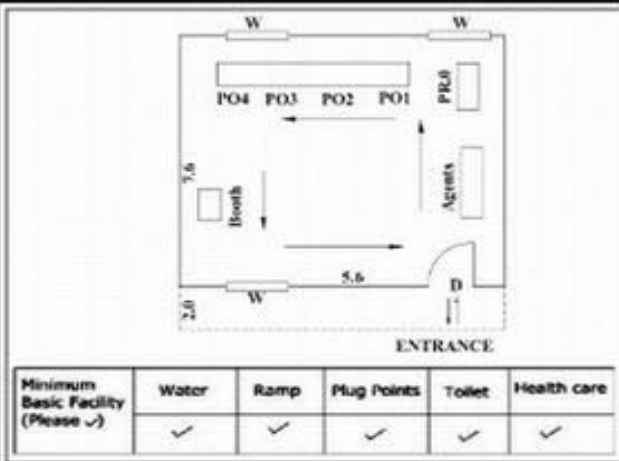 W W
PO4 PO3 PO2 PO1
PR.0
7.6
Booth
Agents
5.6
W
D
2.0
ENTRANCE
Minimum Basic Facility (Please ✓)
Water Ramp Plug Points Toilet Health care
✓ ✓ ✓ ✓ ✓